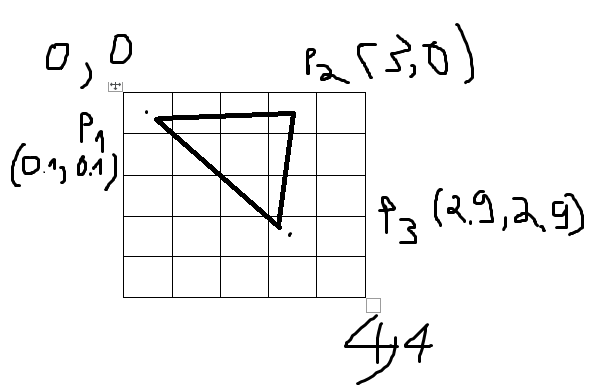 0,0
P2 (3,0)
P1
(0.1, 0.1)
P3 (2.9,2.9)
4,4